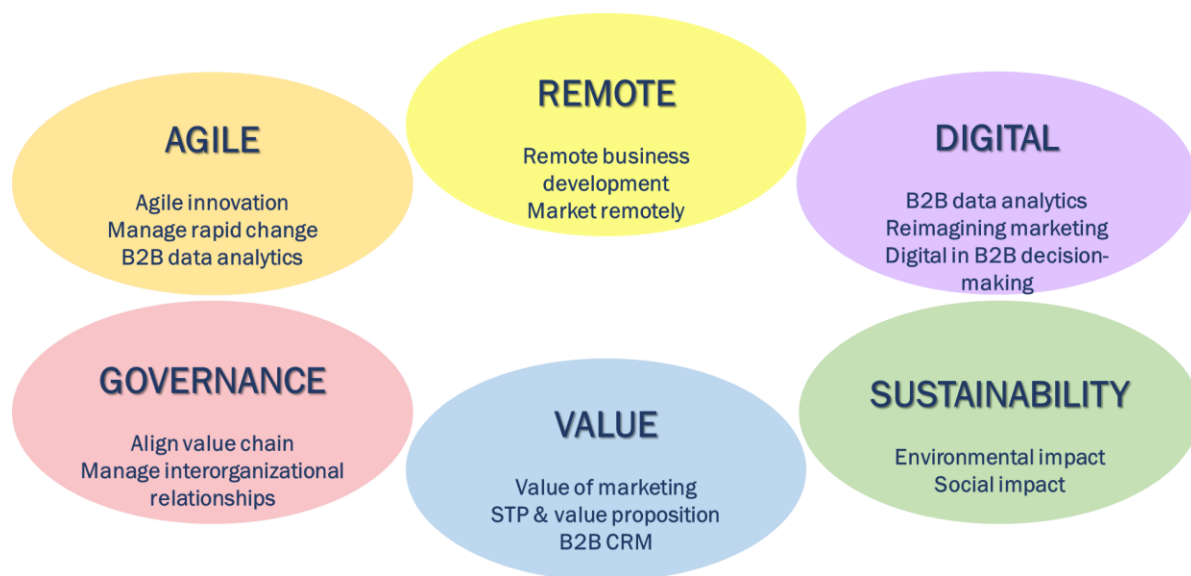 AGILE
Agile innovation
Manage rapid change
B2B data analytics
REMOTE
Remote business
development
Market remotely
DIGITAL
B2B data analytics
Reimagining marketing
Digital in B2B decision-
making
GOVERNANCE
Align value chain
Manage interorganizational
relationships
VALUE
Value of marketing
STP & value proposition
B2B CRM
SUSTAINABILITY
Environmental impact
Social impact